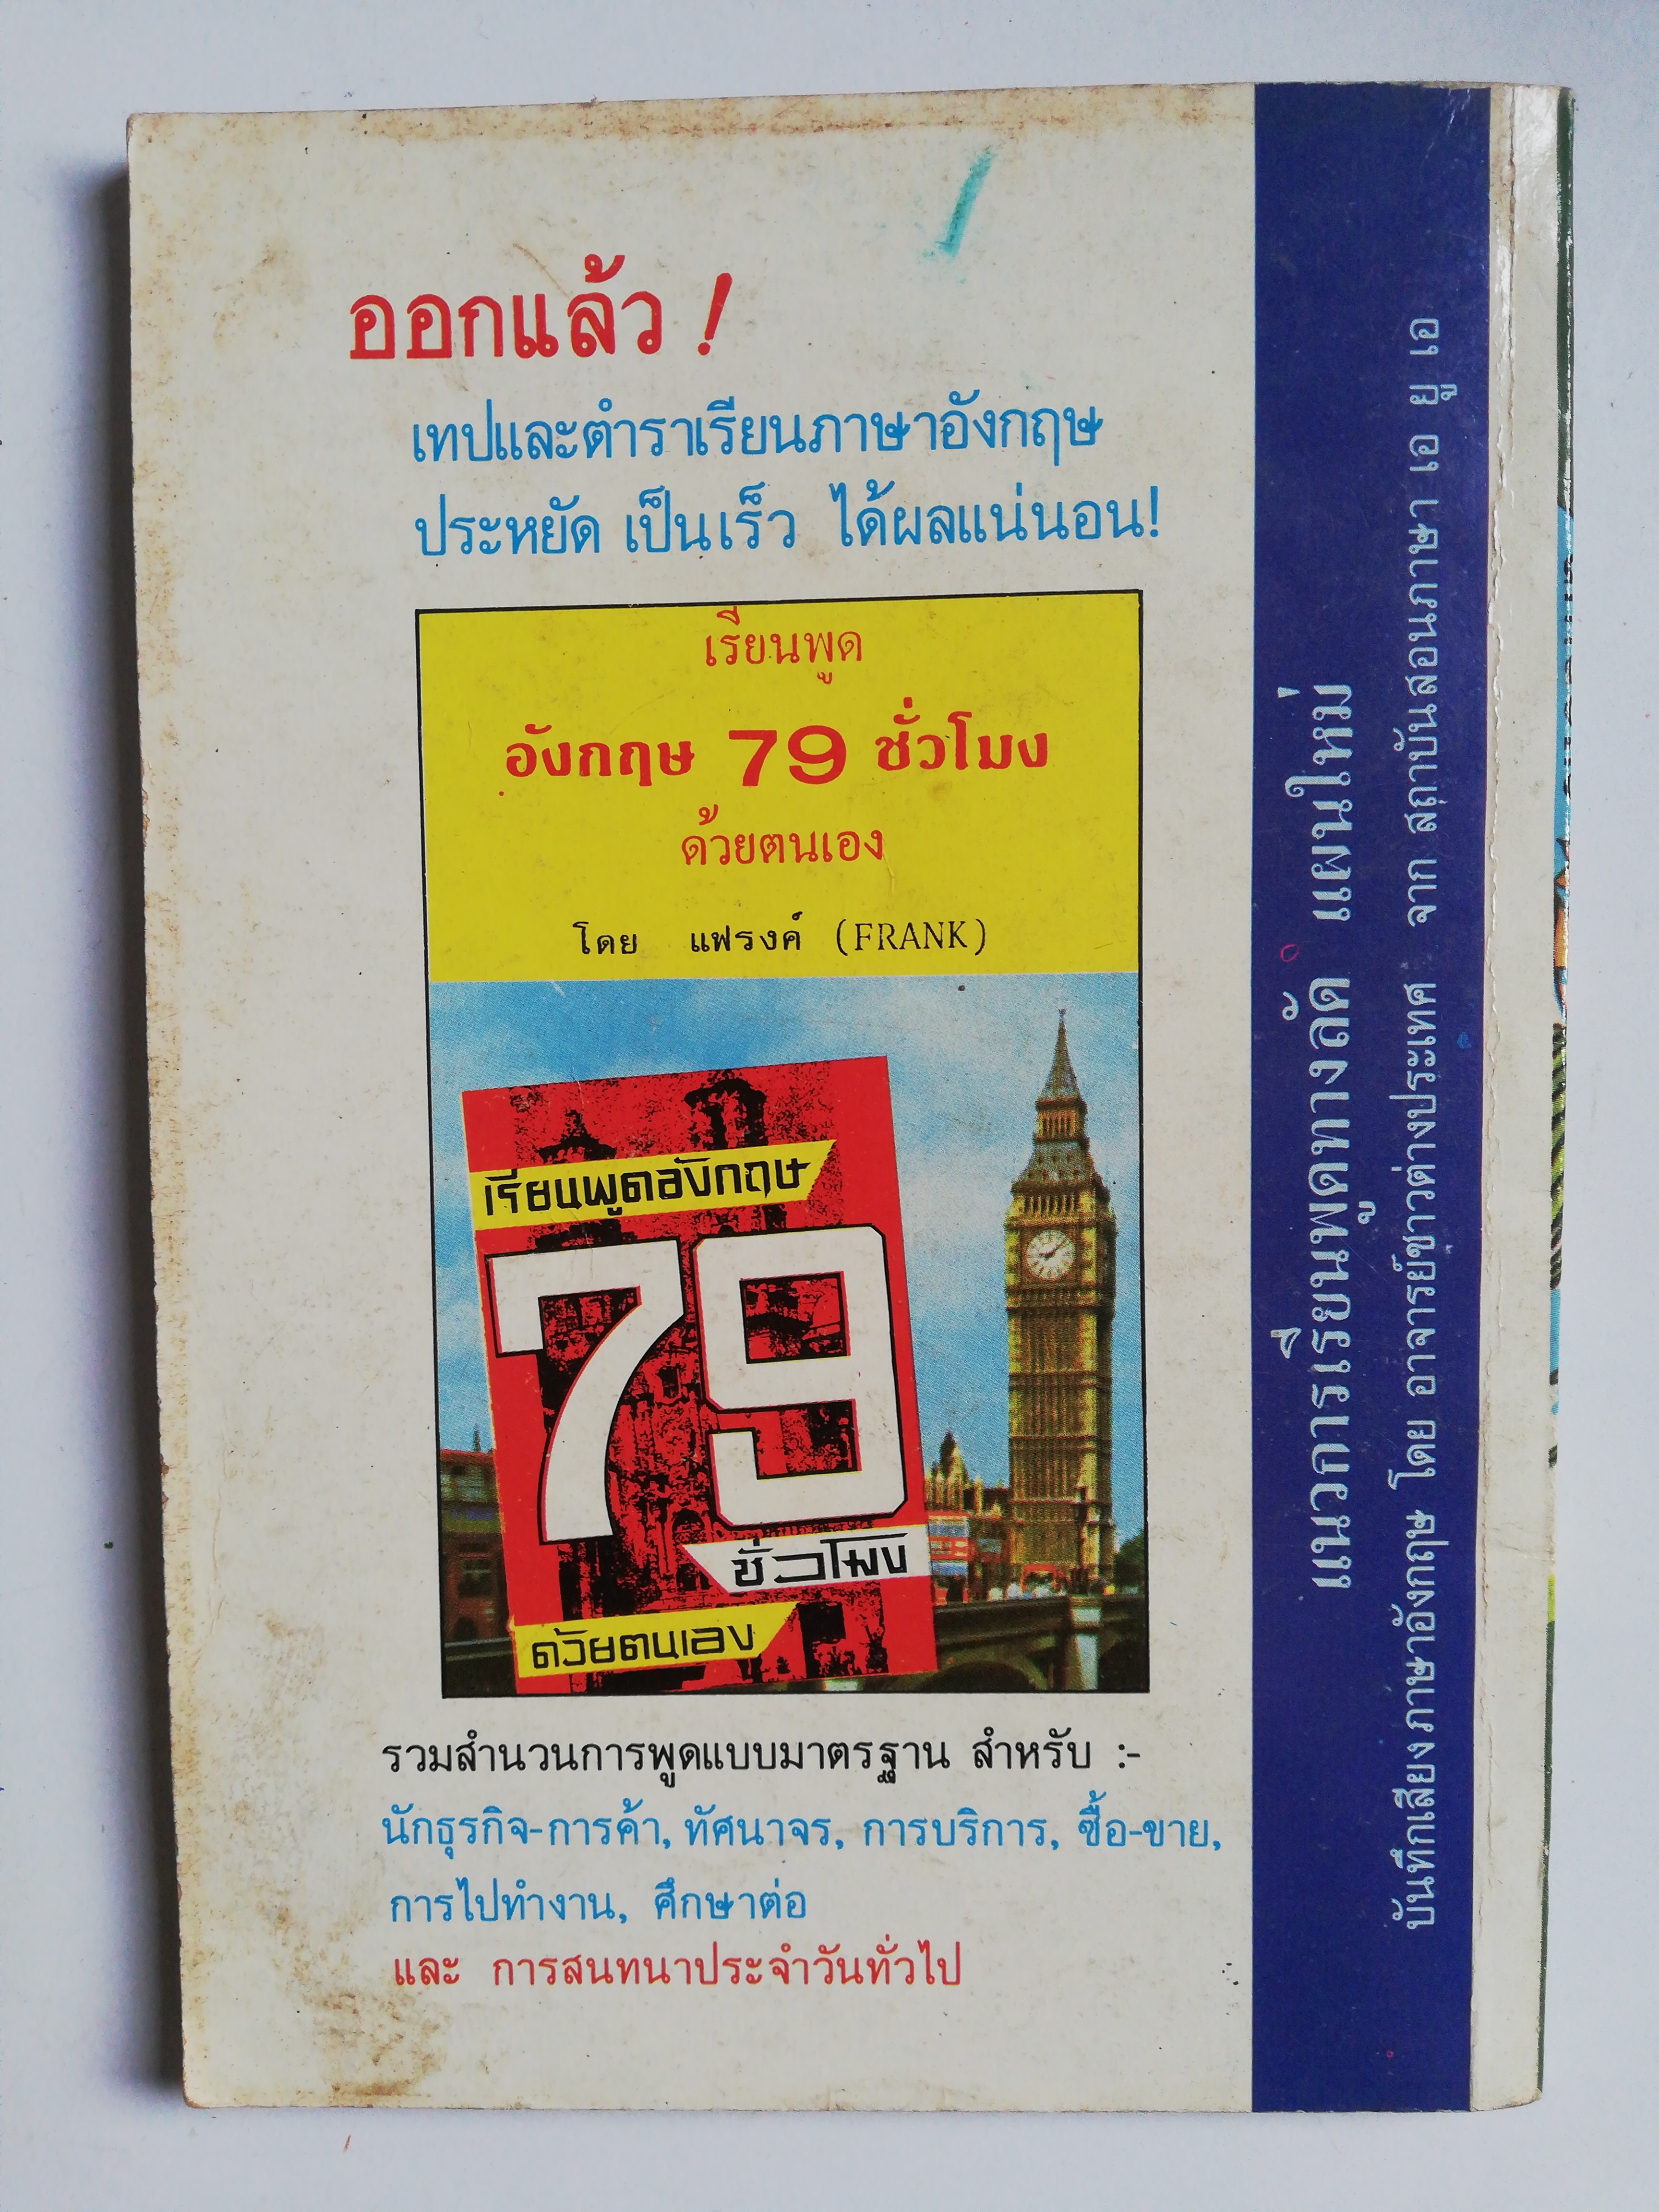 ออกแล้ว !
เทปและตำราเรียนภาษาอังกฤษ
ประหยัด เป็นเร็ว ได้ผลแน่นอน!
เรียนพูด
อังกฤษ 79 ชั่วโมง
ด้วยตนเอง
โดย แฟรงค์ (FRANK)
เรียนพูดอังกฤษ
79
ชั่วโมง
ด้วยตนเอง
รวมสำนวนการพูดแบบมาตรฐาน สำหรับ :-
นักธุรกิจ-การค้า, ทัศนาจร, การบริการ, ซื้อ-ขาย,
การไปทำงาน, ศึกษาต่อ
และ การสนทนาประจำวันทั่วไป
แนวการเรียนพูดทางลัด แผนใหม่
บันทึกเสียงภาษาอังกฤษ โดย อาจารย์ชาวต่างประเทศ จาก สถาบันสอนภาษา เอ ยู เอ